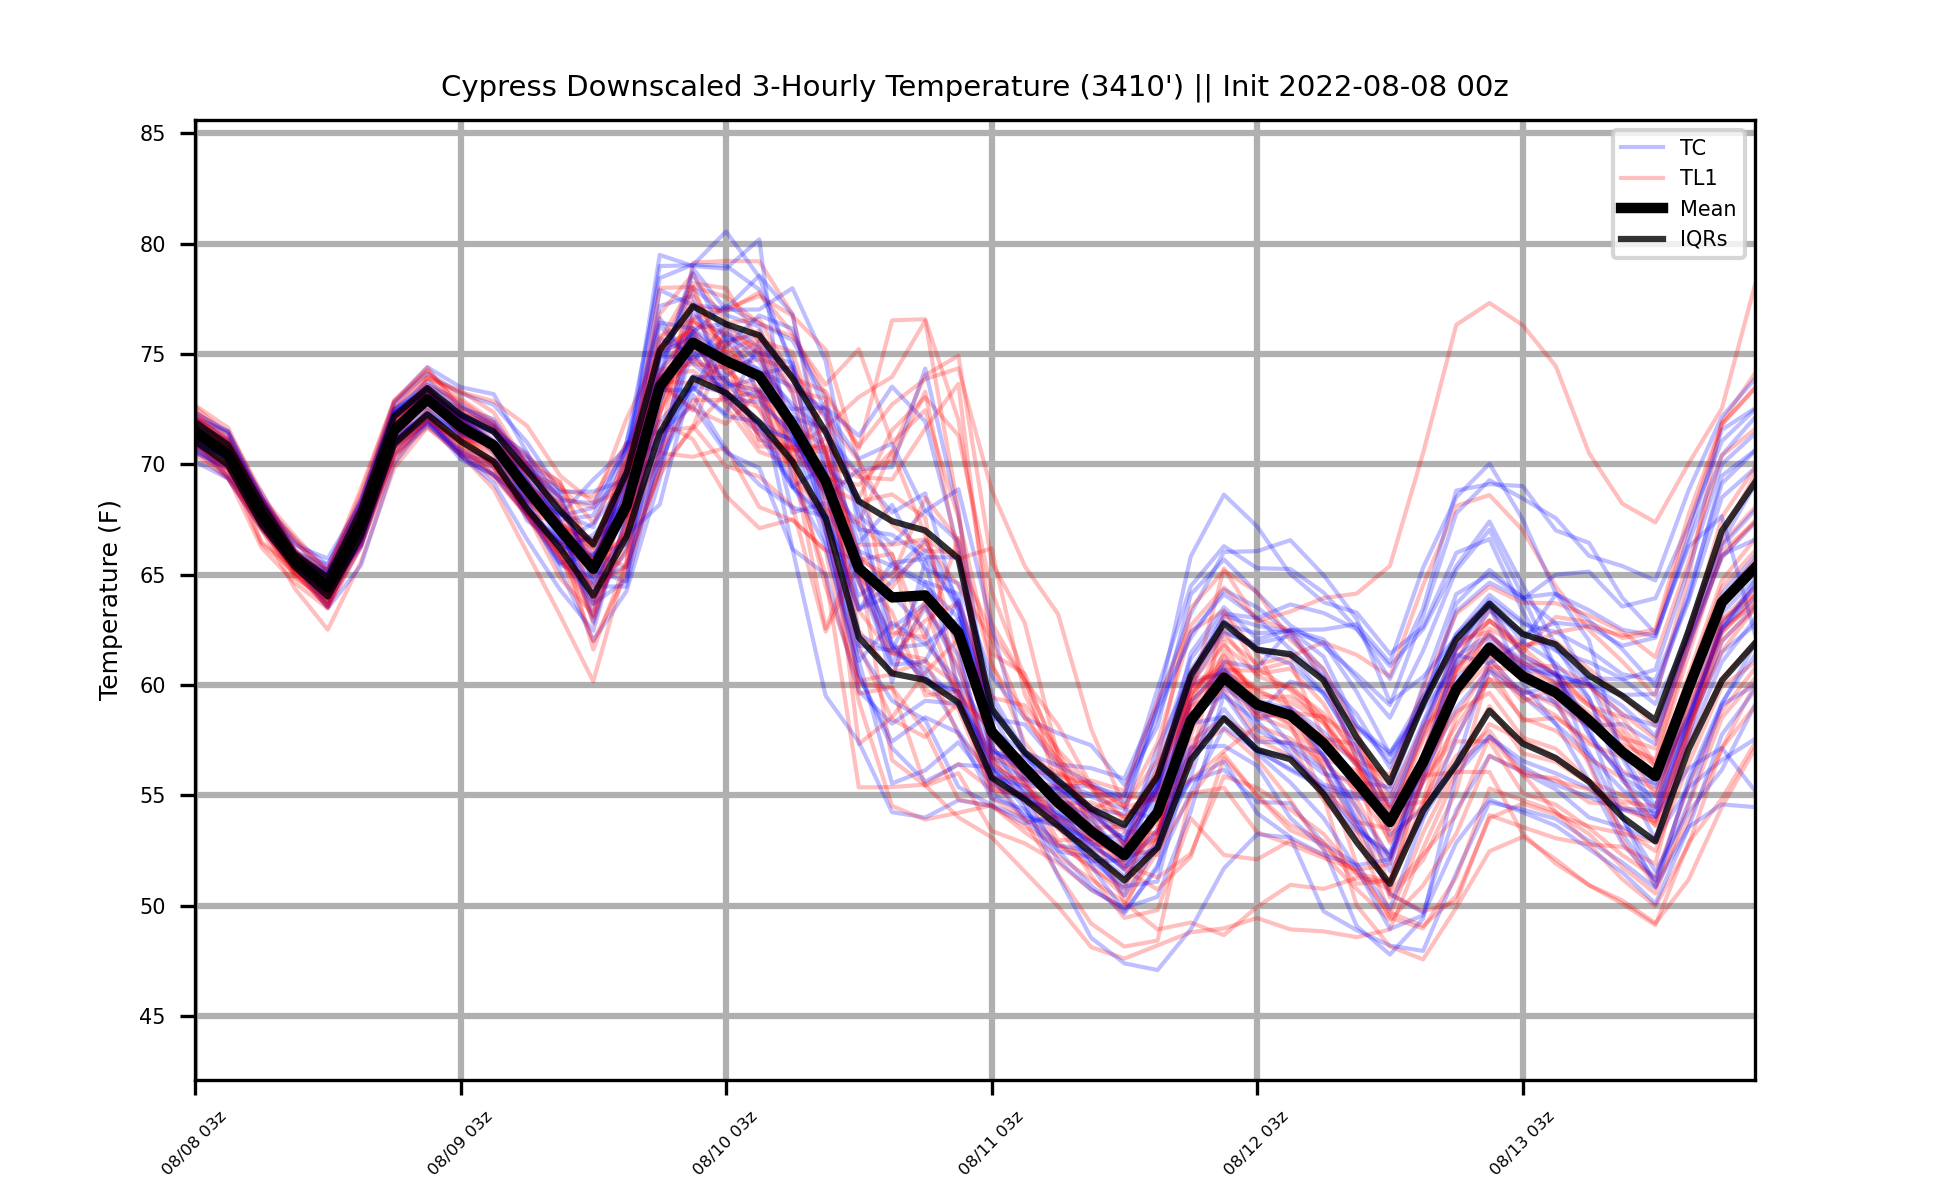 Cypress Downscaled 3-Hourly Temperature (3410') || Init 2022-08-08 00z
TC
TL1
Mean
IQRs
Temperature (F)
85
80
75
70
65
60
55
50
45
08/08 03z
08/09 03z
08/10 03z
08/11 03z
08/12 03z
08/13 03z